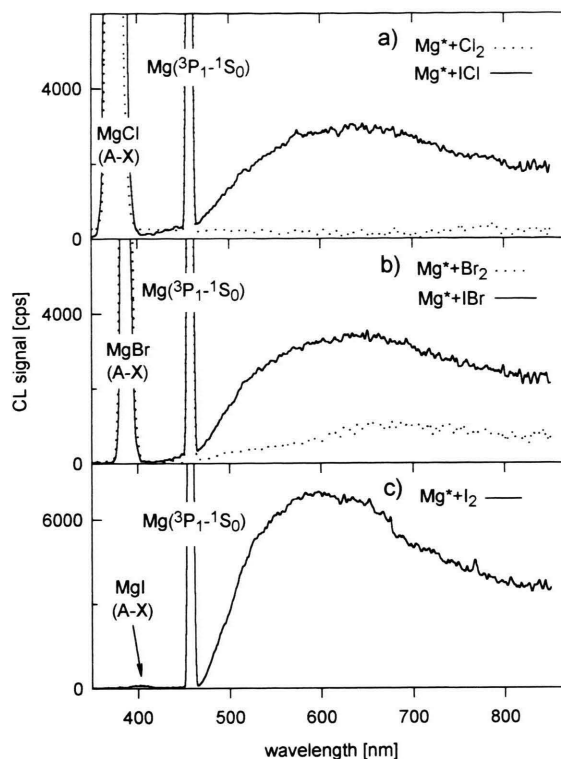 a)
Mg*+Cl₂ .....
Mg*+ICl —
Mg(³P₁-¹S₀)
4000
MgCl
(A-X)
0
b)
Mg*+Br₂ .....
Mg*+IBr —
Mg(³P₁-¹S₀)
4000
MgBr
(A-X)
0
CL signal [cps]
c)
Mg*+I₂ —
6000
Mg(³P₁-¹S₀)
MgI
(A-X)
0
400 500 600 700 800
wavelength [nm]